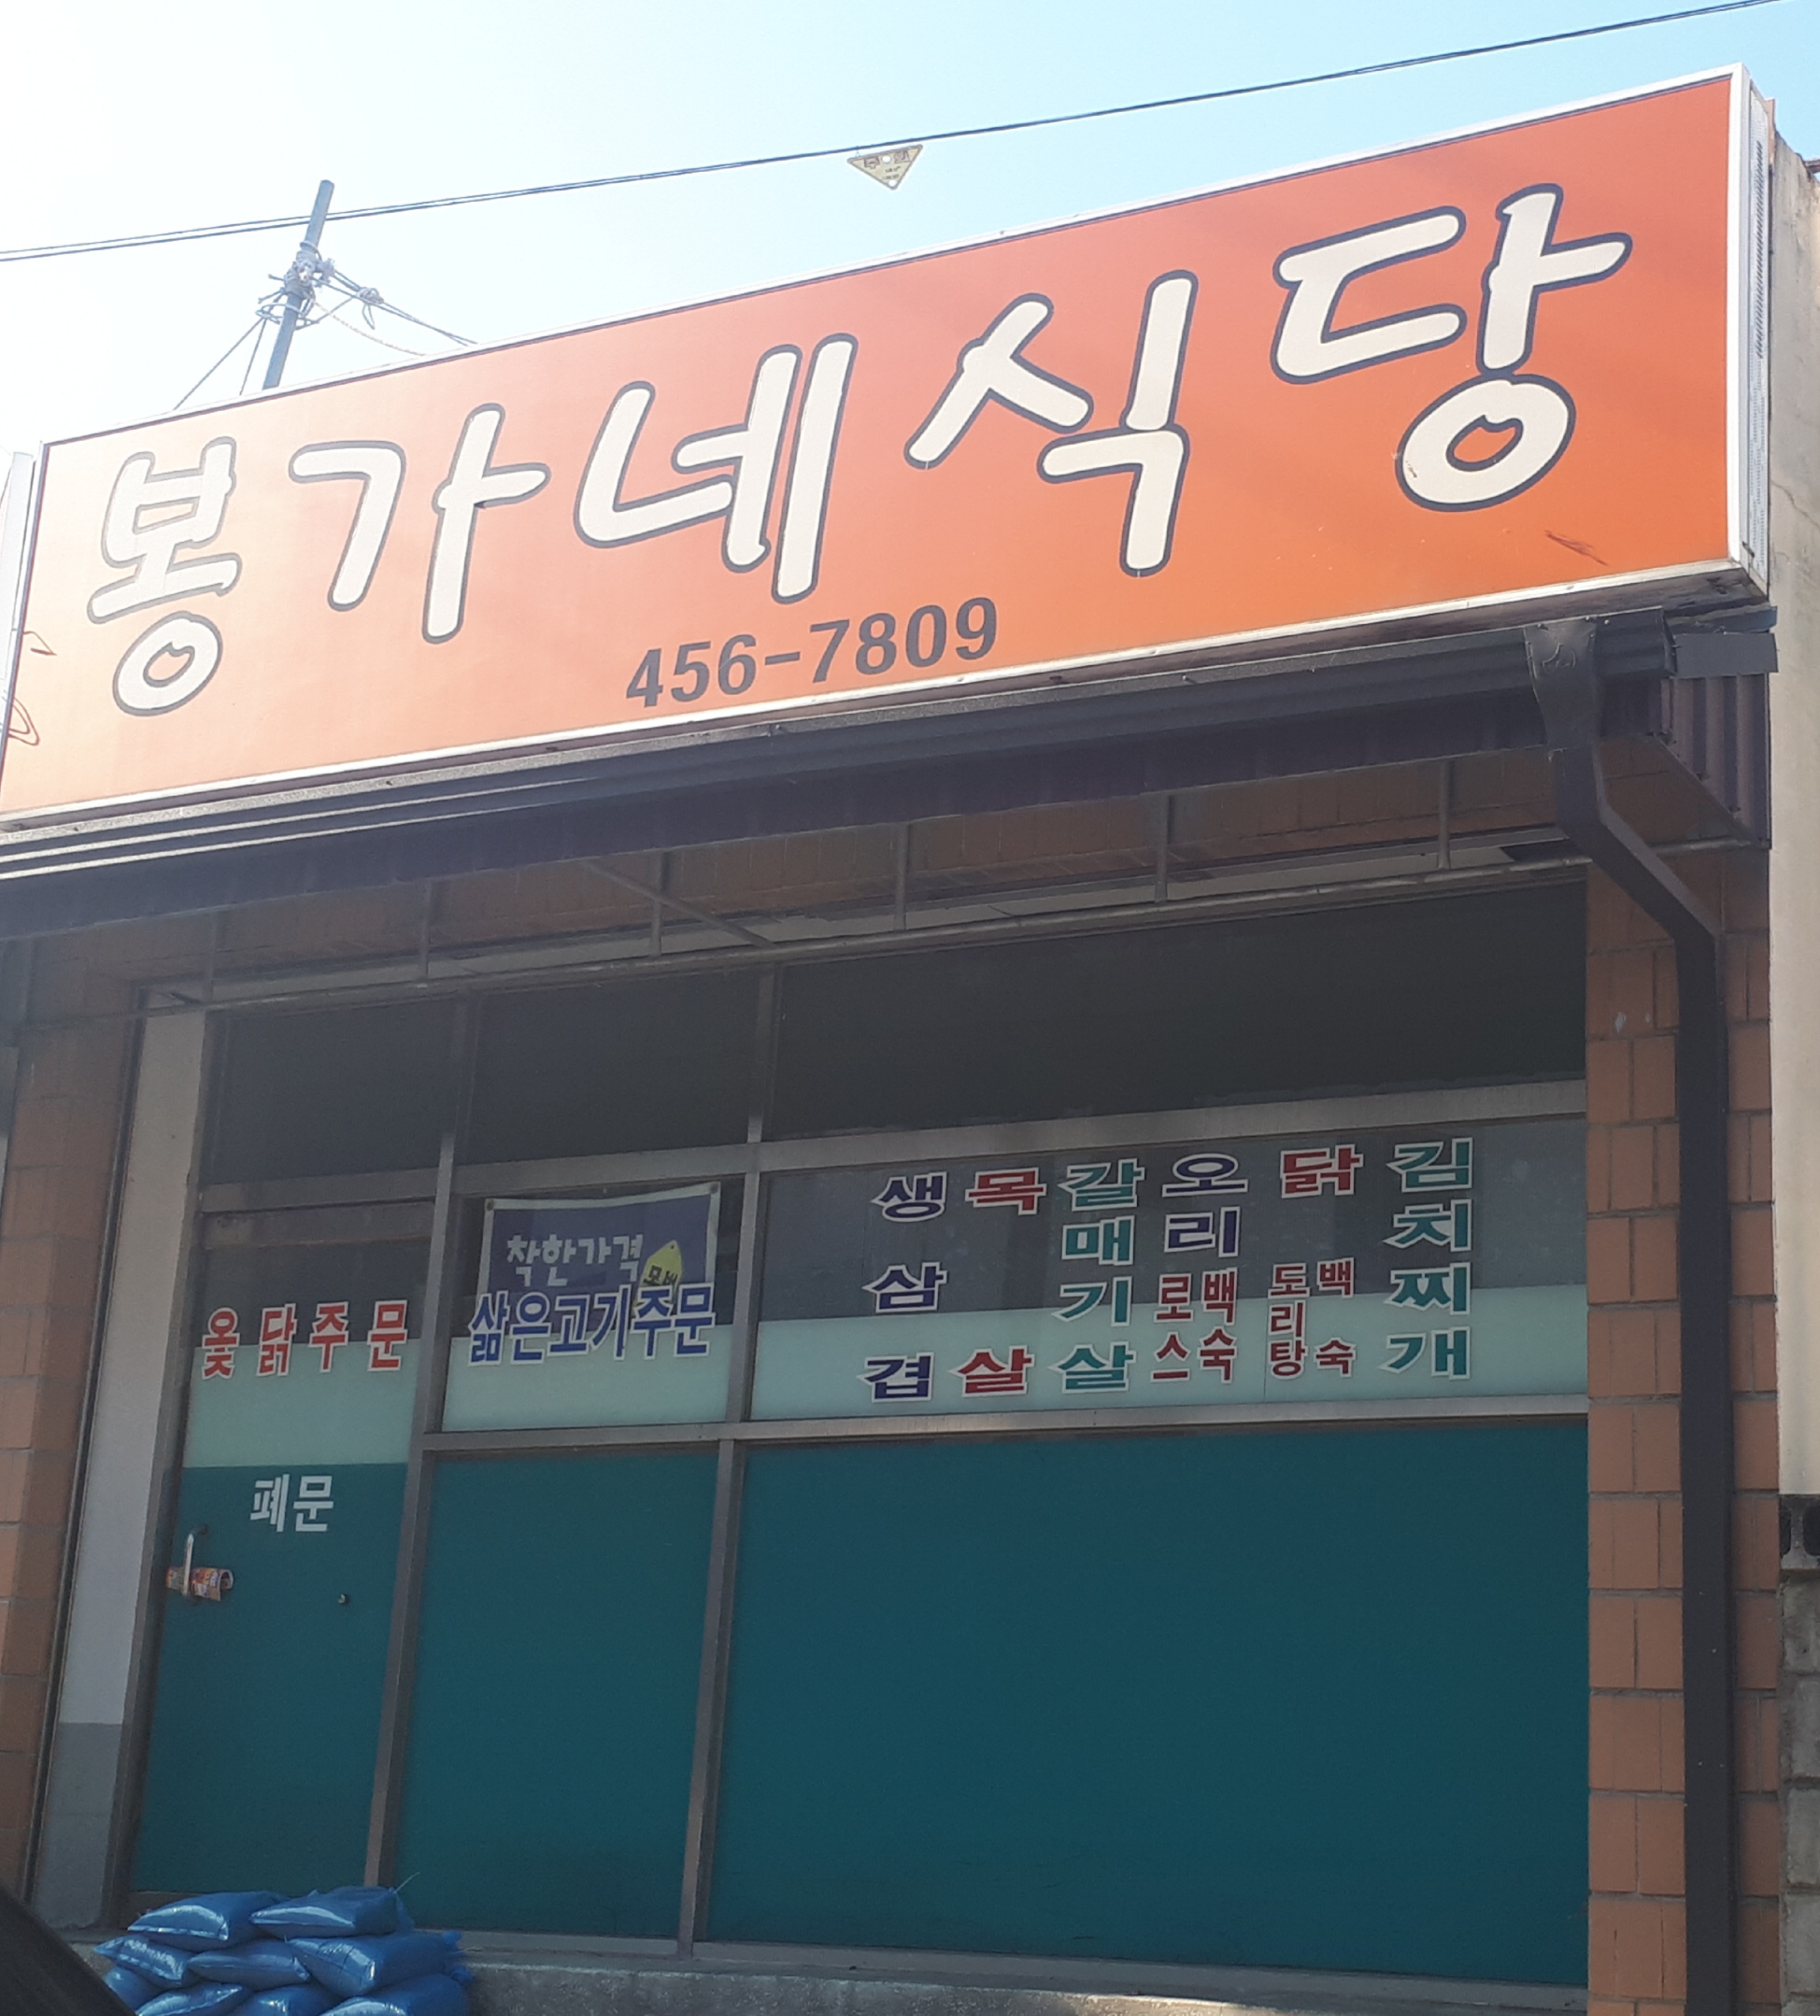 봉가네식당
456-7809
착한가격
옻닭주문
삶은고기주문
생삼겹
목살
갈매기살
오리
로스
백숙
닭
도리탕
백숙
김치찌개
폐문